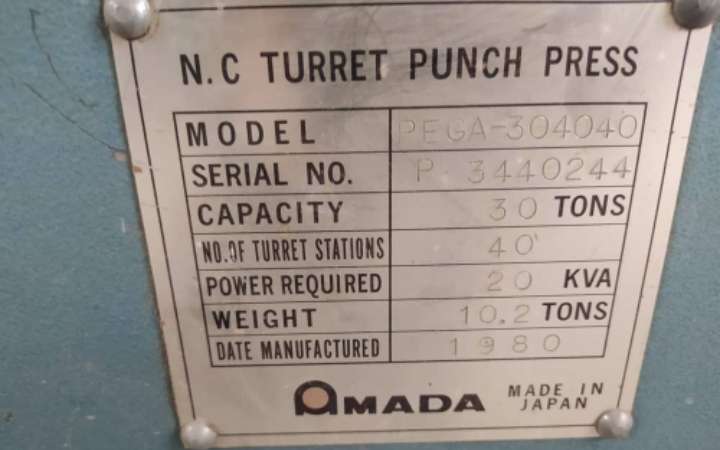 N.C TURRET PUNCH PRESS
MODEL PEGA-304040
SERIAL NO. P 3440244
CAPACITY 30 TONS
NO.OF TURRET STATIONS 40
POWER REQUIRED 20 KVA
WEIGHT 10.2 TONS
DATE MANUFACTURED 1980
AMADA MADE IN
JAPAN